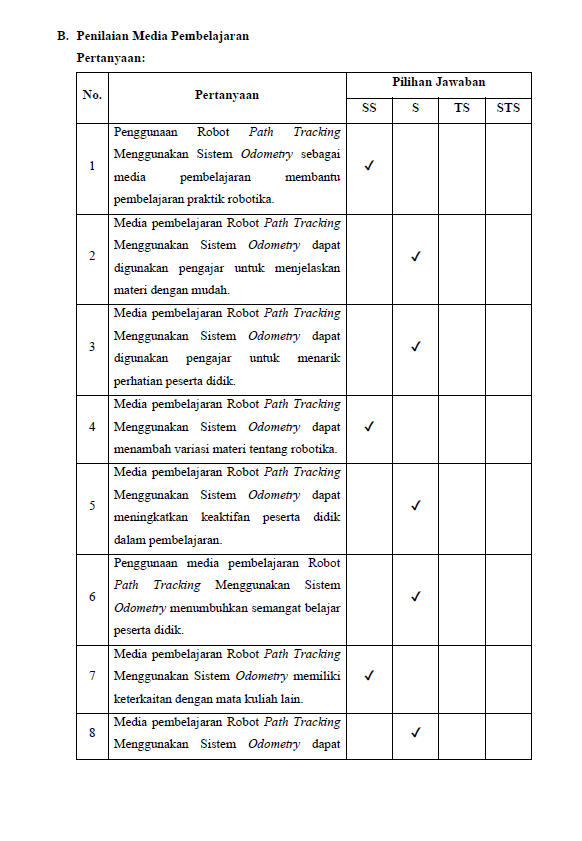 B. Penilaian Media Pembelajaran
Pertanyaan:
No.
Pertanyaan
Pilihan Jawaban
SS
S
TS
STS
1
Penggunaan Robot Path Tracking
Menggunakan Sistem Odometry sebagai
media pembelajaran membantu
pembelajaran praktik robotika.
✓
2
Media pembelajaran Robot Path Tracking
Menggunakan Sistem Odometry dapat
digunakan pengajar untuk menjelaskan
materi dengan mudah.
✓
3
Media pembelajaran Robot Path Tracking
Menggunakan Sistem Odometry dapat
digunakan pengajar untuk menarik
perhatian peserta didik.
✓
4
Media pembelajaran Robot Path Tracking
Menggunakan Sistem Odometry dapat
menambah variasi materi tentang robotika.
✓
5
Media pembelajaran Robot Path Tracking
Menggunakan Sistem Odometry dapat
meningkatkan keaktifan peserta didik
dalam pembelajaran.
✓
6
Penggunaan media pembelajaran Robot
Path Tracking Menggunakan Sistem
Odometry menumbuhkan semangat belajar
peserta didik.
✓
7
Media pembelajaran Robot Path Tracking
Menggunakan Sistem Odometry memiliki
keterkaitan dengan mata kuliah lain.
✓
8
Media pembelajaran Robot Path Tracking
Menggunakan Sistem Odometry dapat
✓